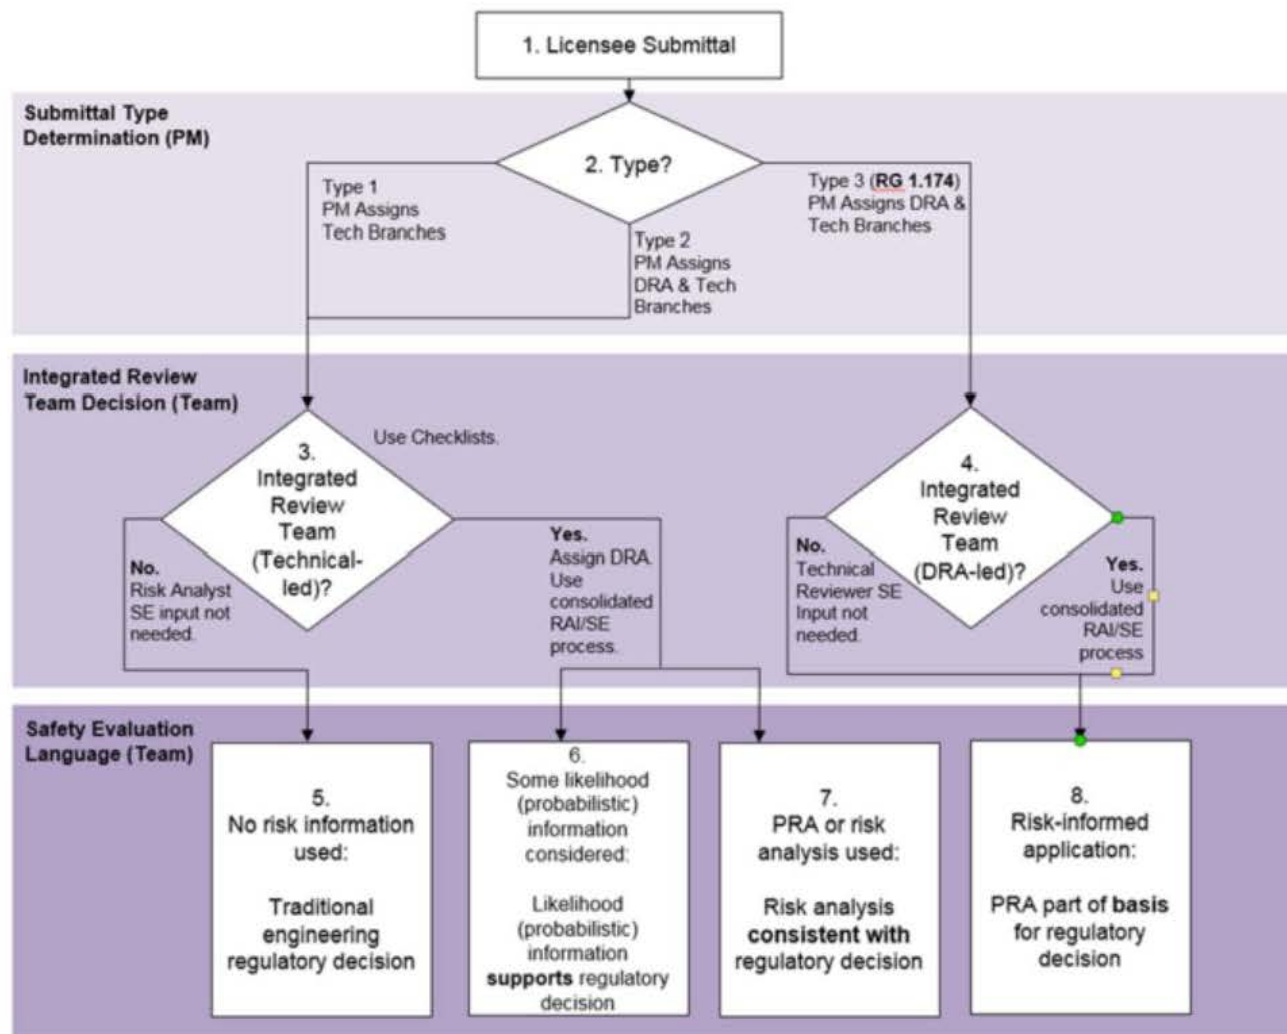 1. Licensee Submittal
Submittal Type
Determination (PM)
2. Type?
Type 1
PM Assigns
Tech Branches
Type 2
PM Assigns
DRA & Tech
Branches
Type 3 (RG 1.174)
PM Assigns DRA &
Tech Branches
Integrated Review
Team Decision (Team)
Use Checklists.
3.
Integrated
Review
Team
(Technical-
led)?
No.
Risk Analyst
SE input not
needed.
Yes.
Assign DRA.
Use
consolidated
RAI/SE
process.
4.
Integrated
Review
Team
(DRA-led)?
No.
Technical
Reviewer SE
Input not
needed.
Yes.
Use
consolidated
RAI/SE
process
Safety Evaluation
Language (Team)
5.
No risk information
used:
Traditional
engineering
regulatory decision
6.
Some likelihood
(probabilistic)
information
considered:
Likelihood
(probabilistic)
information
supports regulatory
decision
7.
PRA or risk
analysis used:
Risk analysis
consistent with
regulatory decision
8.
Risk-informed
application:
PRA part of basis
for regulatory
decision